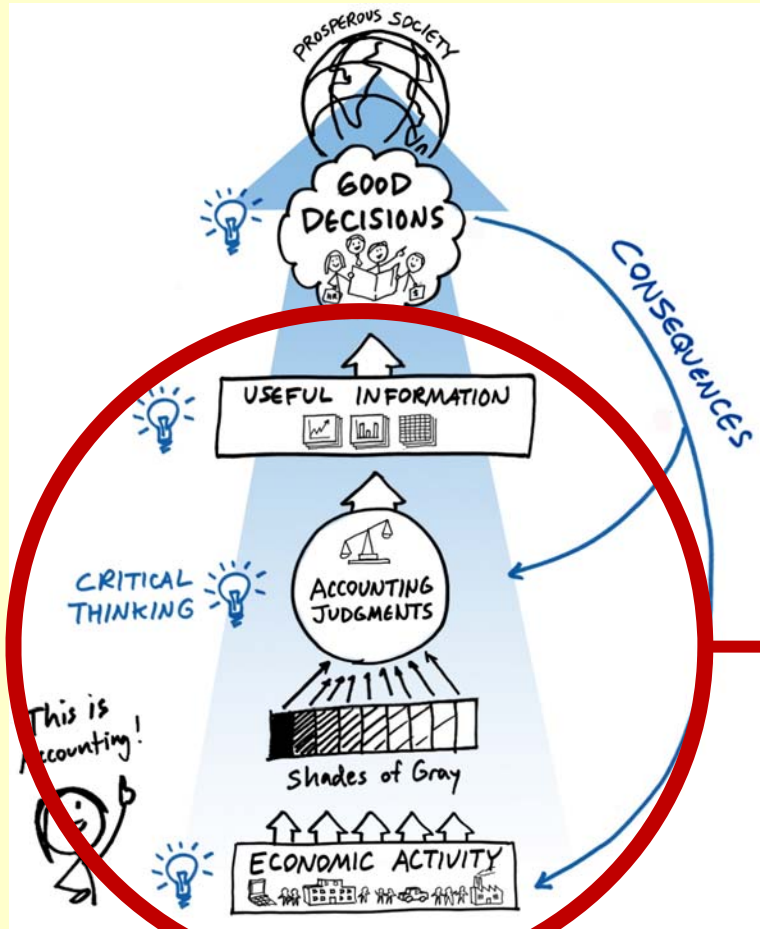 PROSPEROUS SOCIETY
GOOD
DECISIONS
HR
$
CONSEQUENCES
USEFUL INFORMATION
CRITICAL
THINKING
ACCOUNTING
JUDGMENTS
This is
Accounting!
Shades of Gray
ECONOMIC ACTIVITY